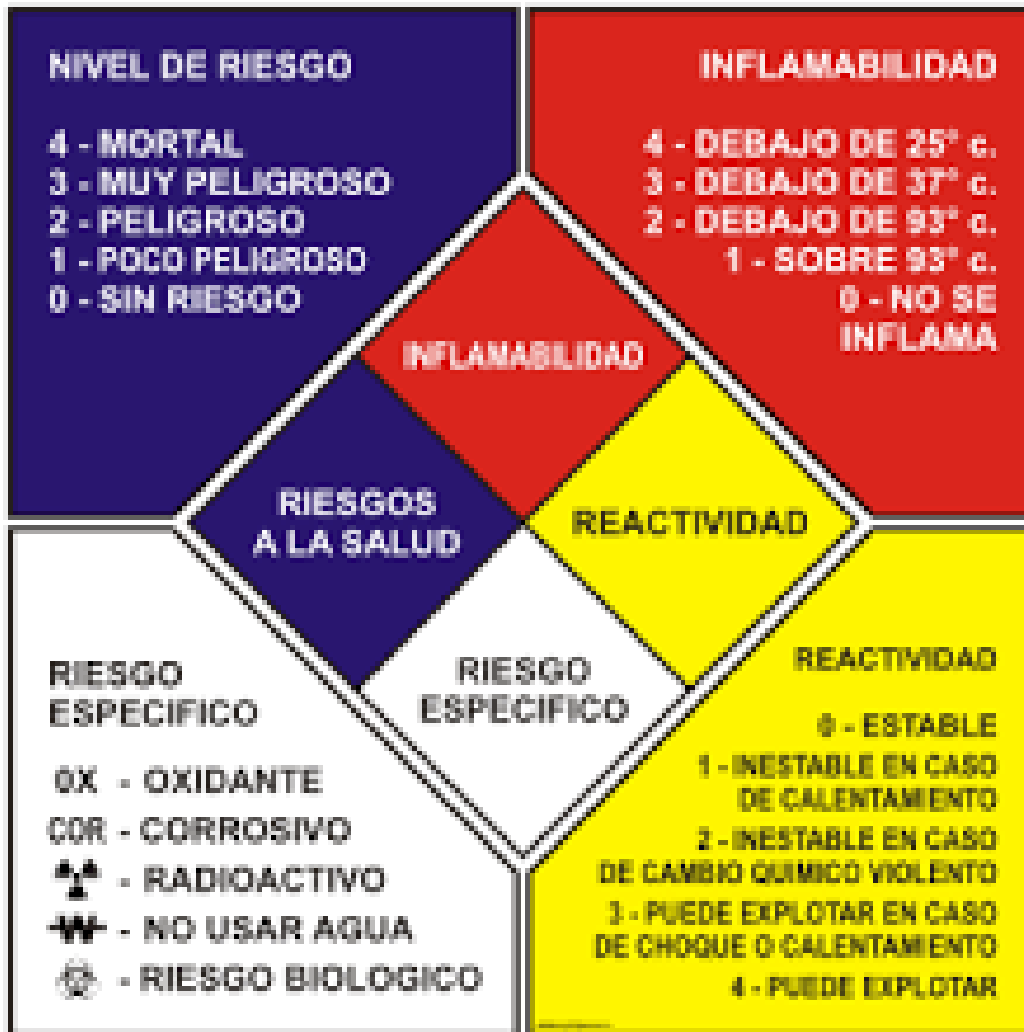 NIVEL DE RIESGO
4 - MORTAL
3 - MUY PELIGROSO
2 - PELIGROSO
1 - POCO PELIGROSO
0 - SIN RIESGO
INFLAMABILIDAD
4 - DEBAJO DE 25° c.
3 - DEBAJO DE 37° c.
2 - DEBAJO DE 93° c.
1 - SOBRE 93° c.
0 - NO SE
INFLAMA
INFLAMABILIDAD
RIESGOS
A LA SALUD
REACTIVIDAD
RIESGO
ESPECIFICO
RIESGO
ESPECIFICO
0X - OXIDANTE
COR - CORROSIVO
- RADIOACTIVO
-W- - NO USAR AGUA
- RIESGO BIOLOGICO
REACTIVIDAD
0 - ESTABLE
1 - INESTABLE EN CASO
DE CALENTAMIENTO
2 - INESTABLE EN CASO
DE CAMBIO QUIMICO VIOLENTO
3 - PUEDE EXPLOTAR EN CASO
DE CHOQUE O CALENTAMIENTO
4 - PUEDE EXPLOTAR